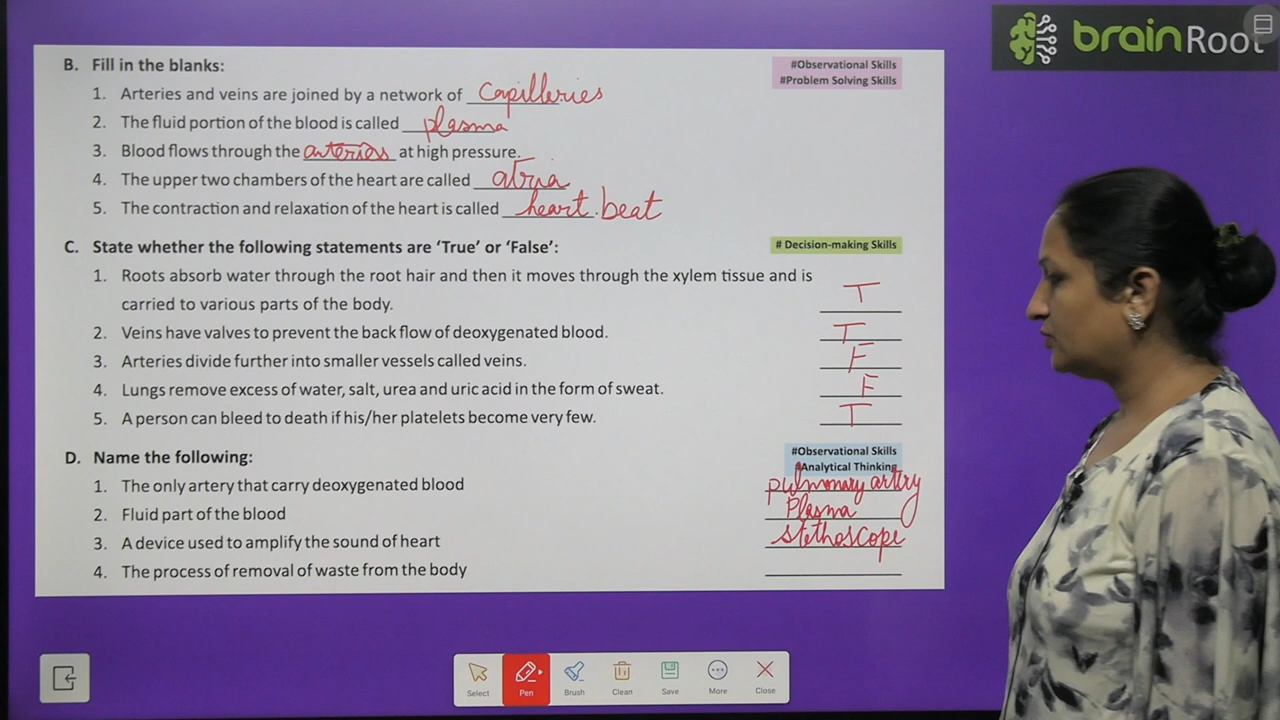 brainRoot
B. Fill in the blanks:
#Observational Skills
#Problem Solving Skills
1. Arteries and veins are joined by a network of capilleries
2. The fluid portion of the blood is called plasma
3. Blood flows through the arteries at high pressure.
4. The upper two chambers of the heart are called atria
5. The contraction and relaxation of the heart is called heart beat
C. State whether the following statements are ‘True’ or ‘False’:
# Decision-making Skills
1. Roots absorb water through the root hair and then it moves through the xylem tissue and is
carried to various parts of the body. T
2. Veins have valves to prevent the back flow of deoxygenated blood. T
3. Arteries divide further into smaller vessels called veins. F
4. Lungs remove excess of water, salt, urea and uric acid in the form of sweat. F
5. A person can bleed to death if his/her platelets become very few. T
D. Name the following:
#Observational Skills
#Analytical Thinking
1. The only artery that carry deoxygenated blood pulmonary artery
2. Fluid part of the blood Plasma
3. A device used to amplify the sound of heart stethoscope
4. The process of removal of waste from the body
Select Pen Brush Clean Save More Close